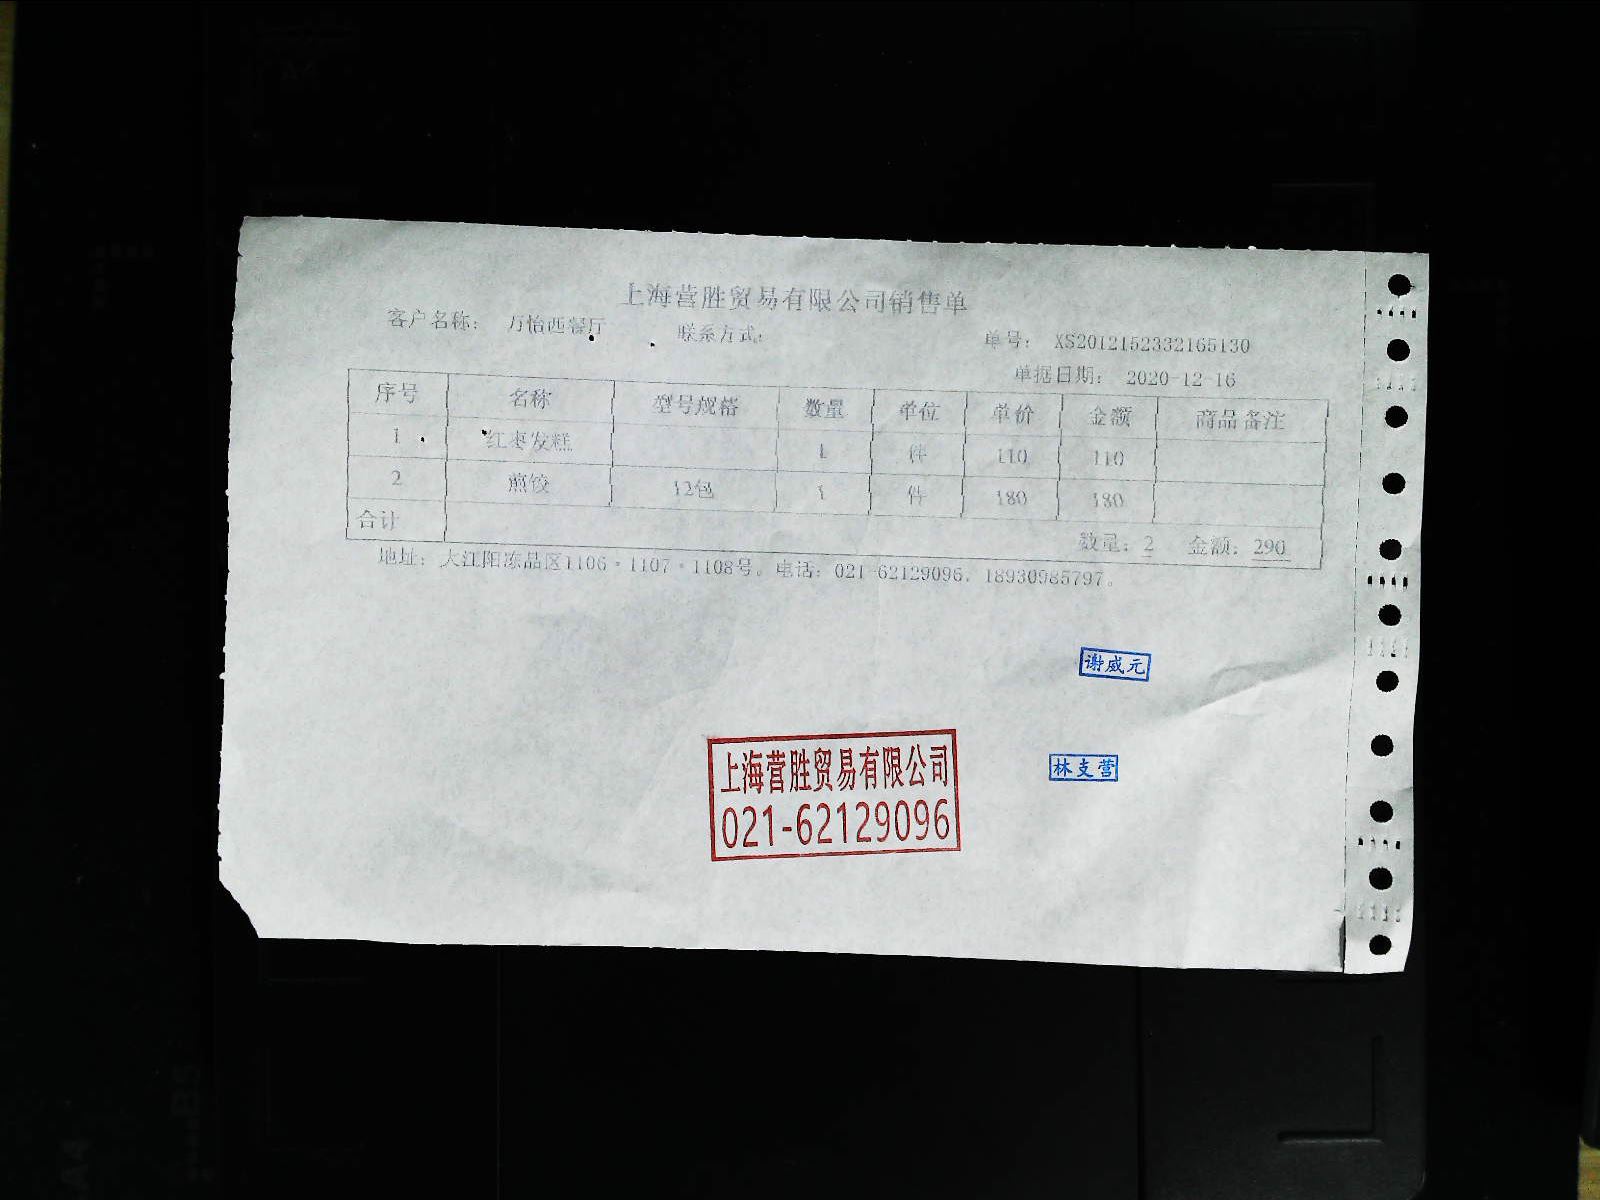 上海营胜贸易有限公司销售单
客户名称： 万怡西餐厅 联系方式： 单号： XS2012152332165130
单据日期： 2020-12-16
序号 名称 型号规格 数量 单位 单价 金额 商品备注
1 红枣发糕 1 件 110 110
2 煎饺 12包 1 件 180 180
合计 数量：2 金额：290
地址：大江阳冻品区1106·1107·1108号。电话：021-62129096，18930985797。
谢威元
上海营胜贸易有限公司
林支营
021-62129096